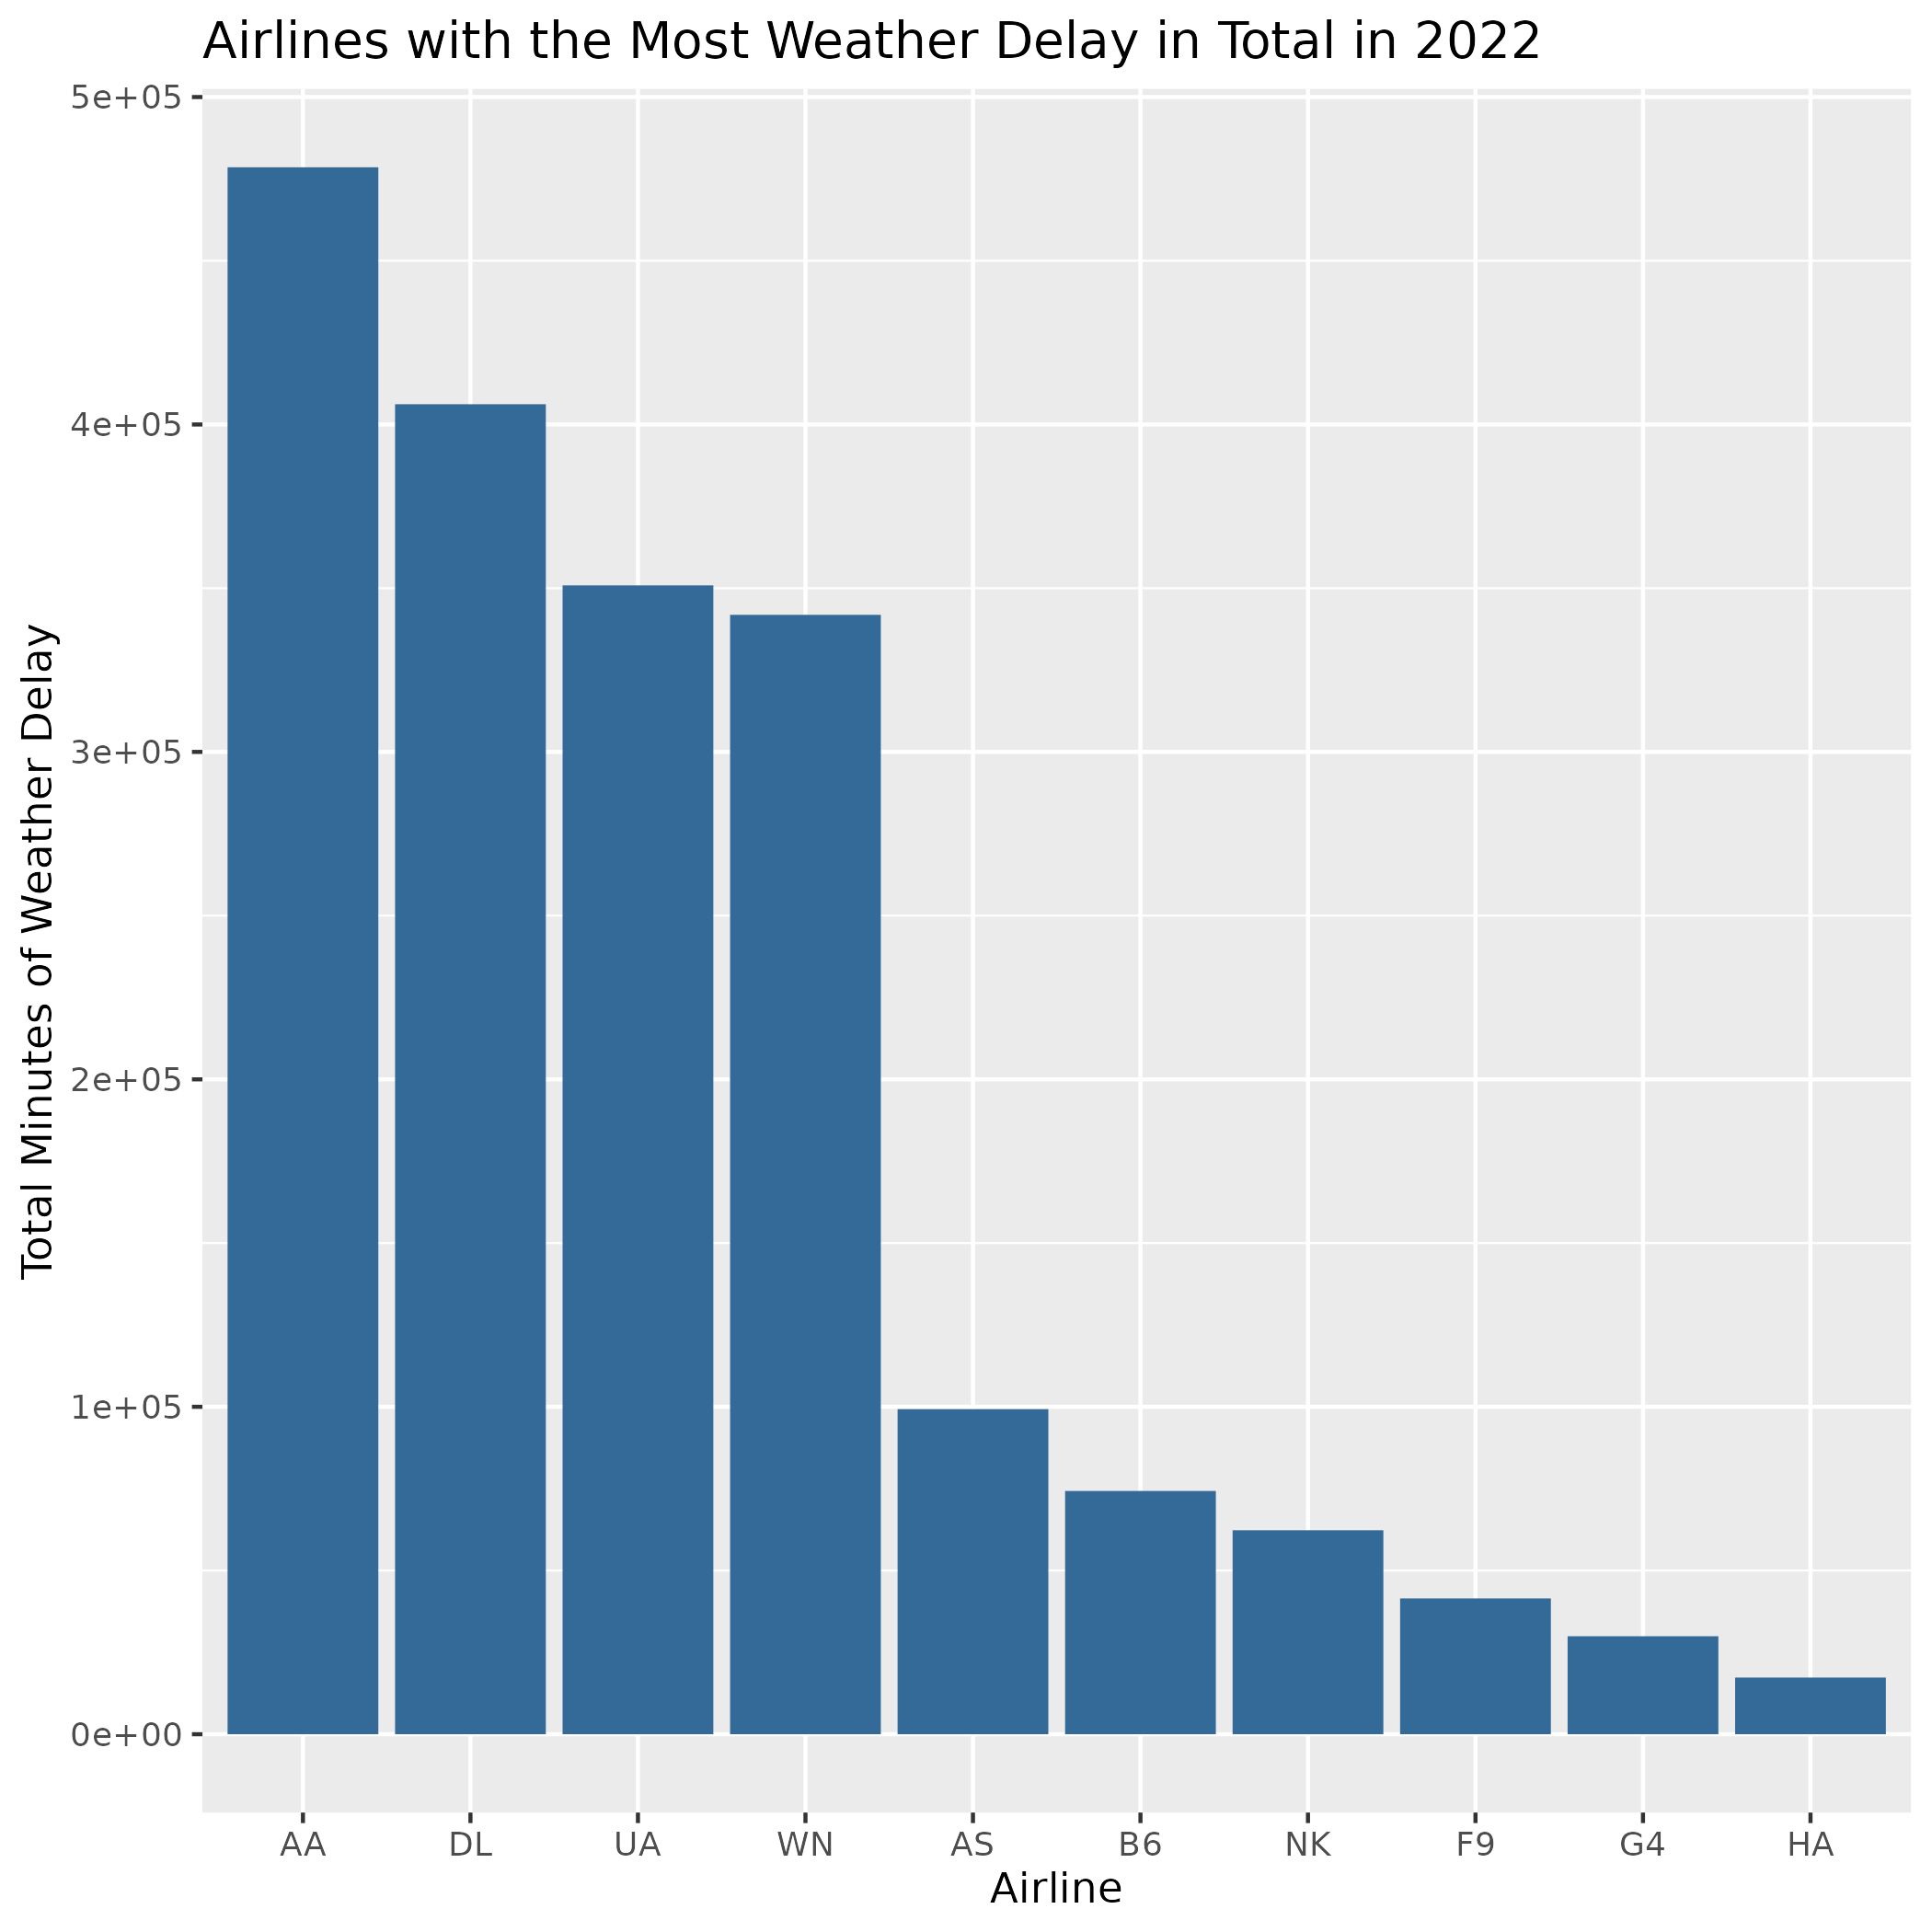 Airlines with the Most Weather Delay in Total in 2022
Total Minutes of Weather Delay
5e+05
4e+05
3e+05
2e+05
1e+05
0e+00
AA DL UA WN AS B6 NK F9 G4 HA
Airline